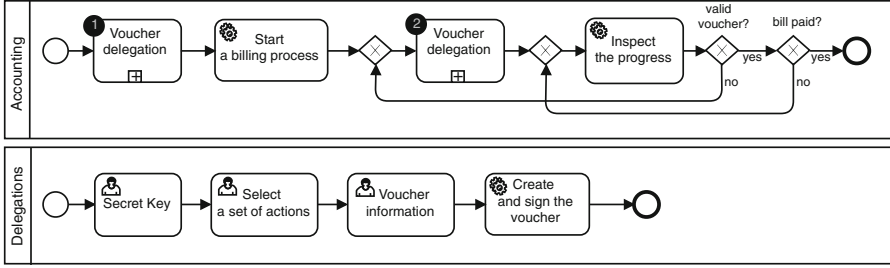 Accounting
1
Voucher
delegation
Start
a billing process
2
Voucher
delegation
Inspect
the progress
valid
voucher?
yes
no
bill paid?
yes
no
Delegations
Secret Key
Select
a set of actions
Voucher
information
Create
and sign the
voucher